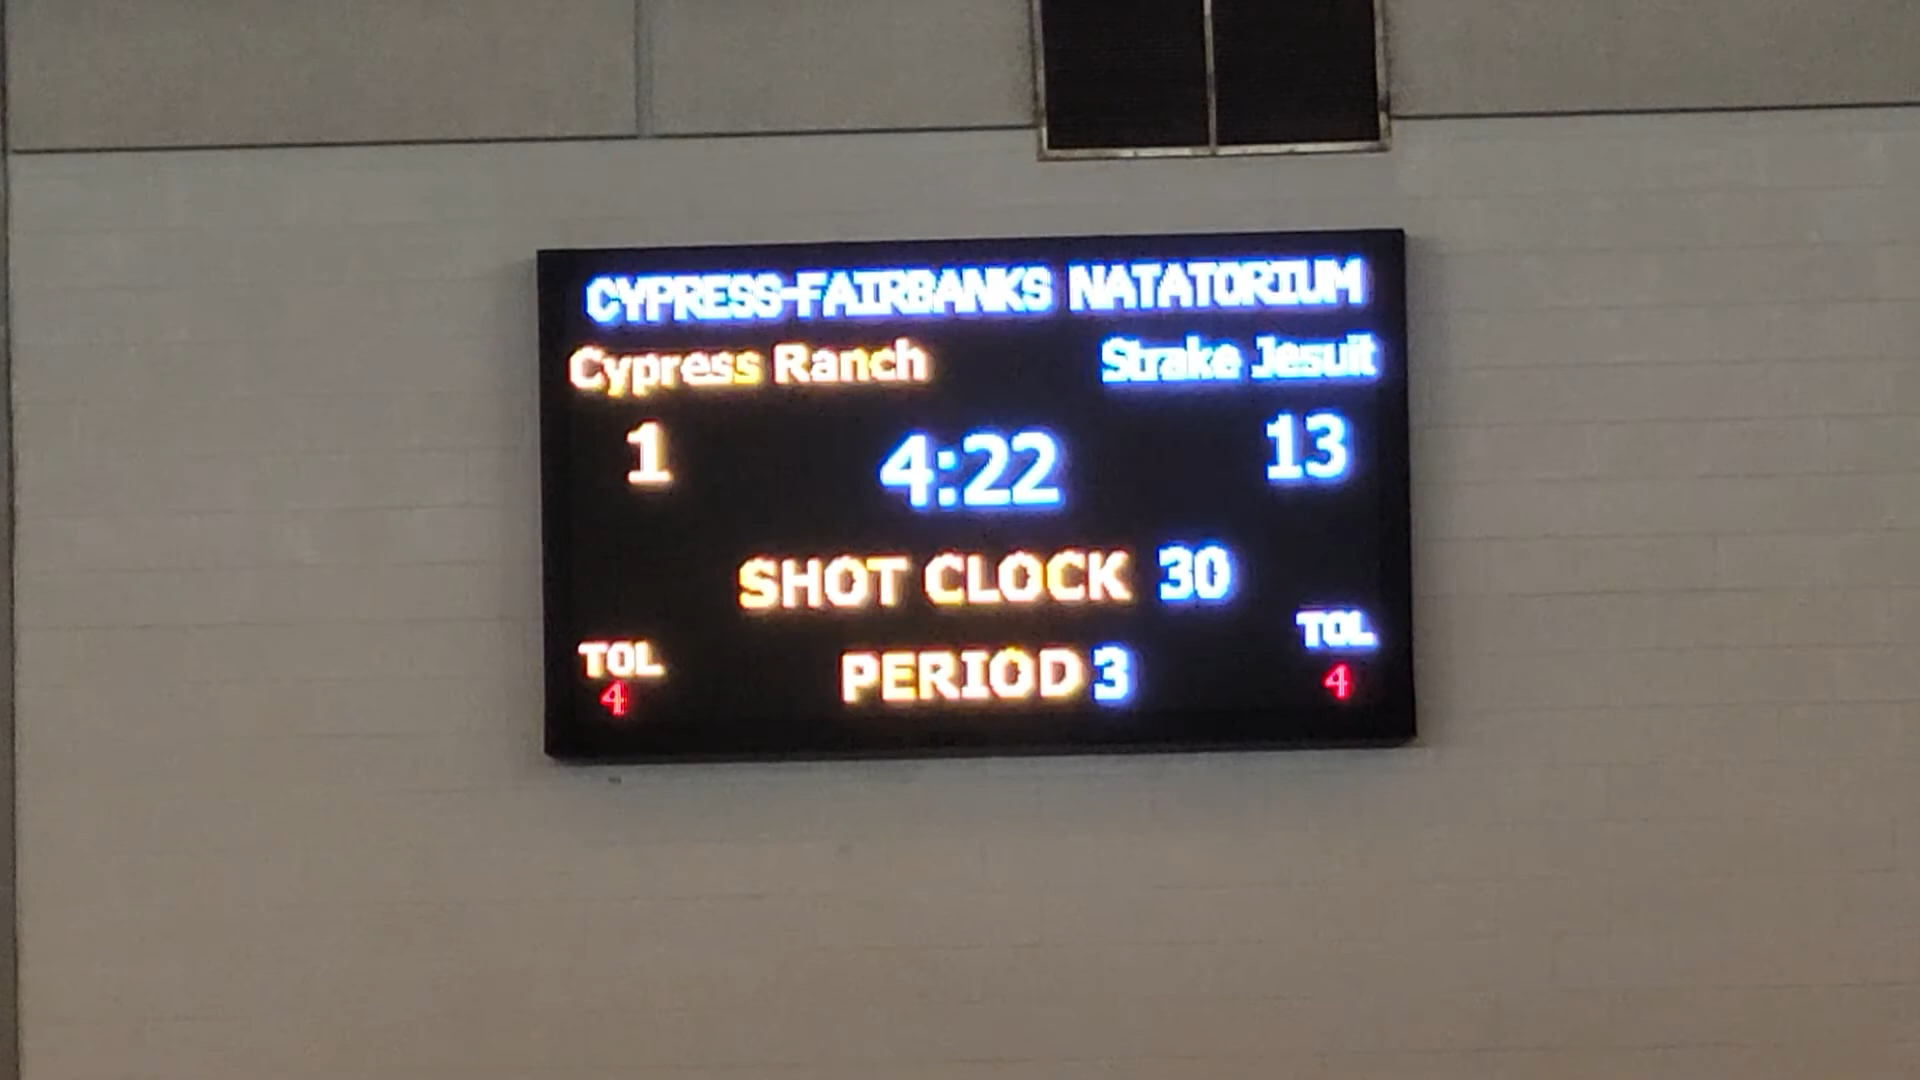 CYPRESS-FAIRBANKS NATATORIUM
Cypress Ranch Strake Jesuit
1 4:22 13
SHOT CLOCK 30
TOL PERIOD 3 TOL
4 4